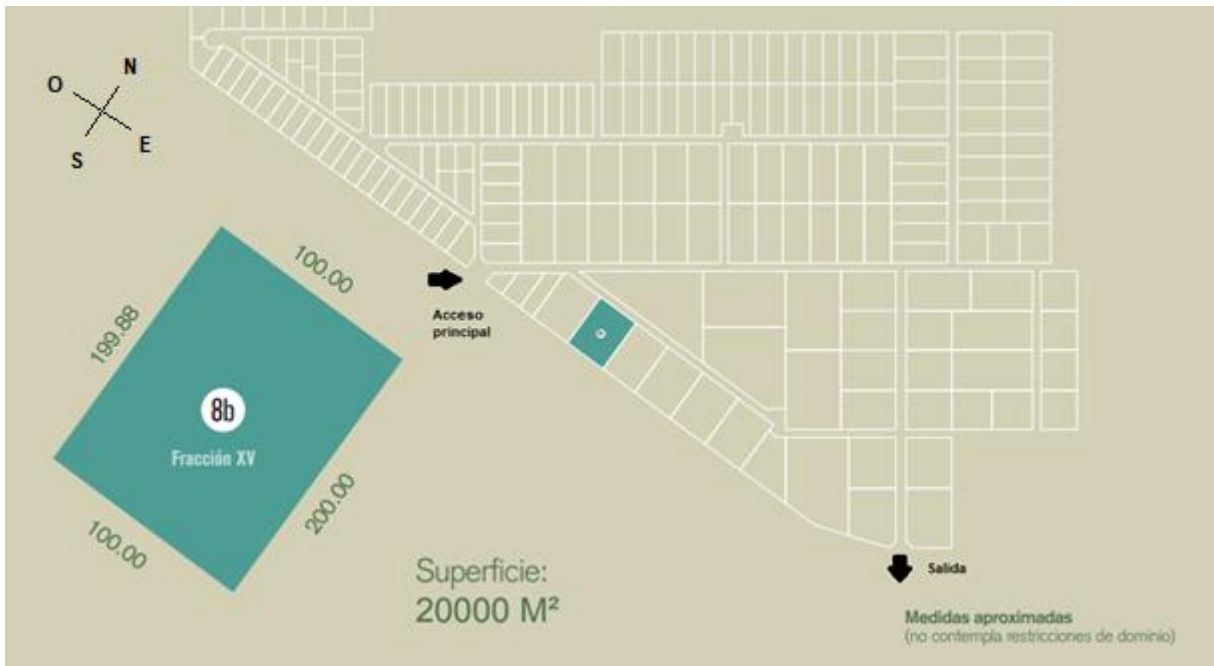 N
O
E
S
100.00
199.88
8b
Fracción XV
200.00
100.00
Acceso
principal
Superficie:
20000 M²
Salida
Medidas aproximadas
(no contempla restricciones de dominio)